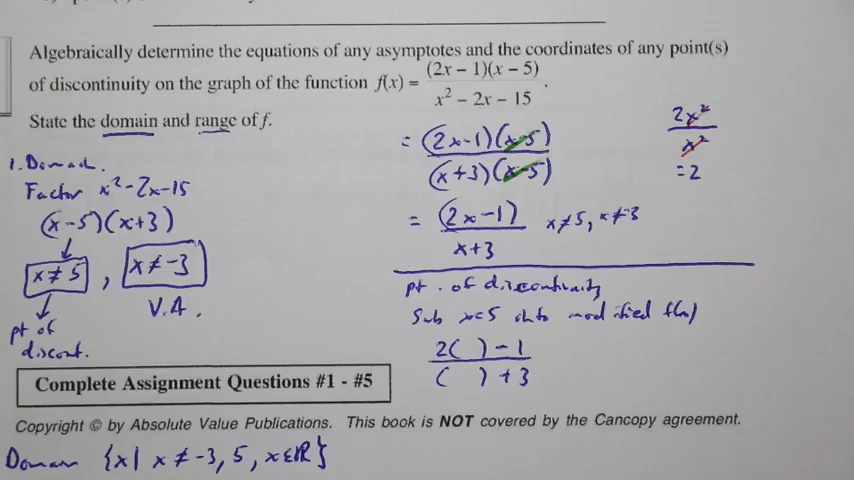 Algebraically determine the equations of any asymptotes and the coordinates of any point(s)
of discontinuity on the graph of the function f(x) = (2x − 1)(x − 5) / x² − 2x − 15 .
State the domain and range of f.
1. Domain.
Factor x²-2x-15
(x-5)(x+3)
x≠5 , x≠-3
V.A.
pt of
discont.
= (2x-1)(x-5) / (x+3)(x-5)
= (2x-1) / x+3 x≠5, x≠-3
2x² / x²
= 2
pt. of discontinuity
Sub x=5 into modified f(x)
2( ) - 1 / ( ) + 3
Complete Assignment Questions #1 - #5
Copyright © by Absolute Value Publications. This book is NOT covered by the Cancopy agreement.
Domain {x| x ≠ -3, 5, x∈ℝ}